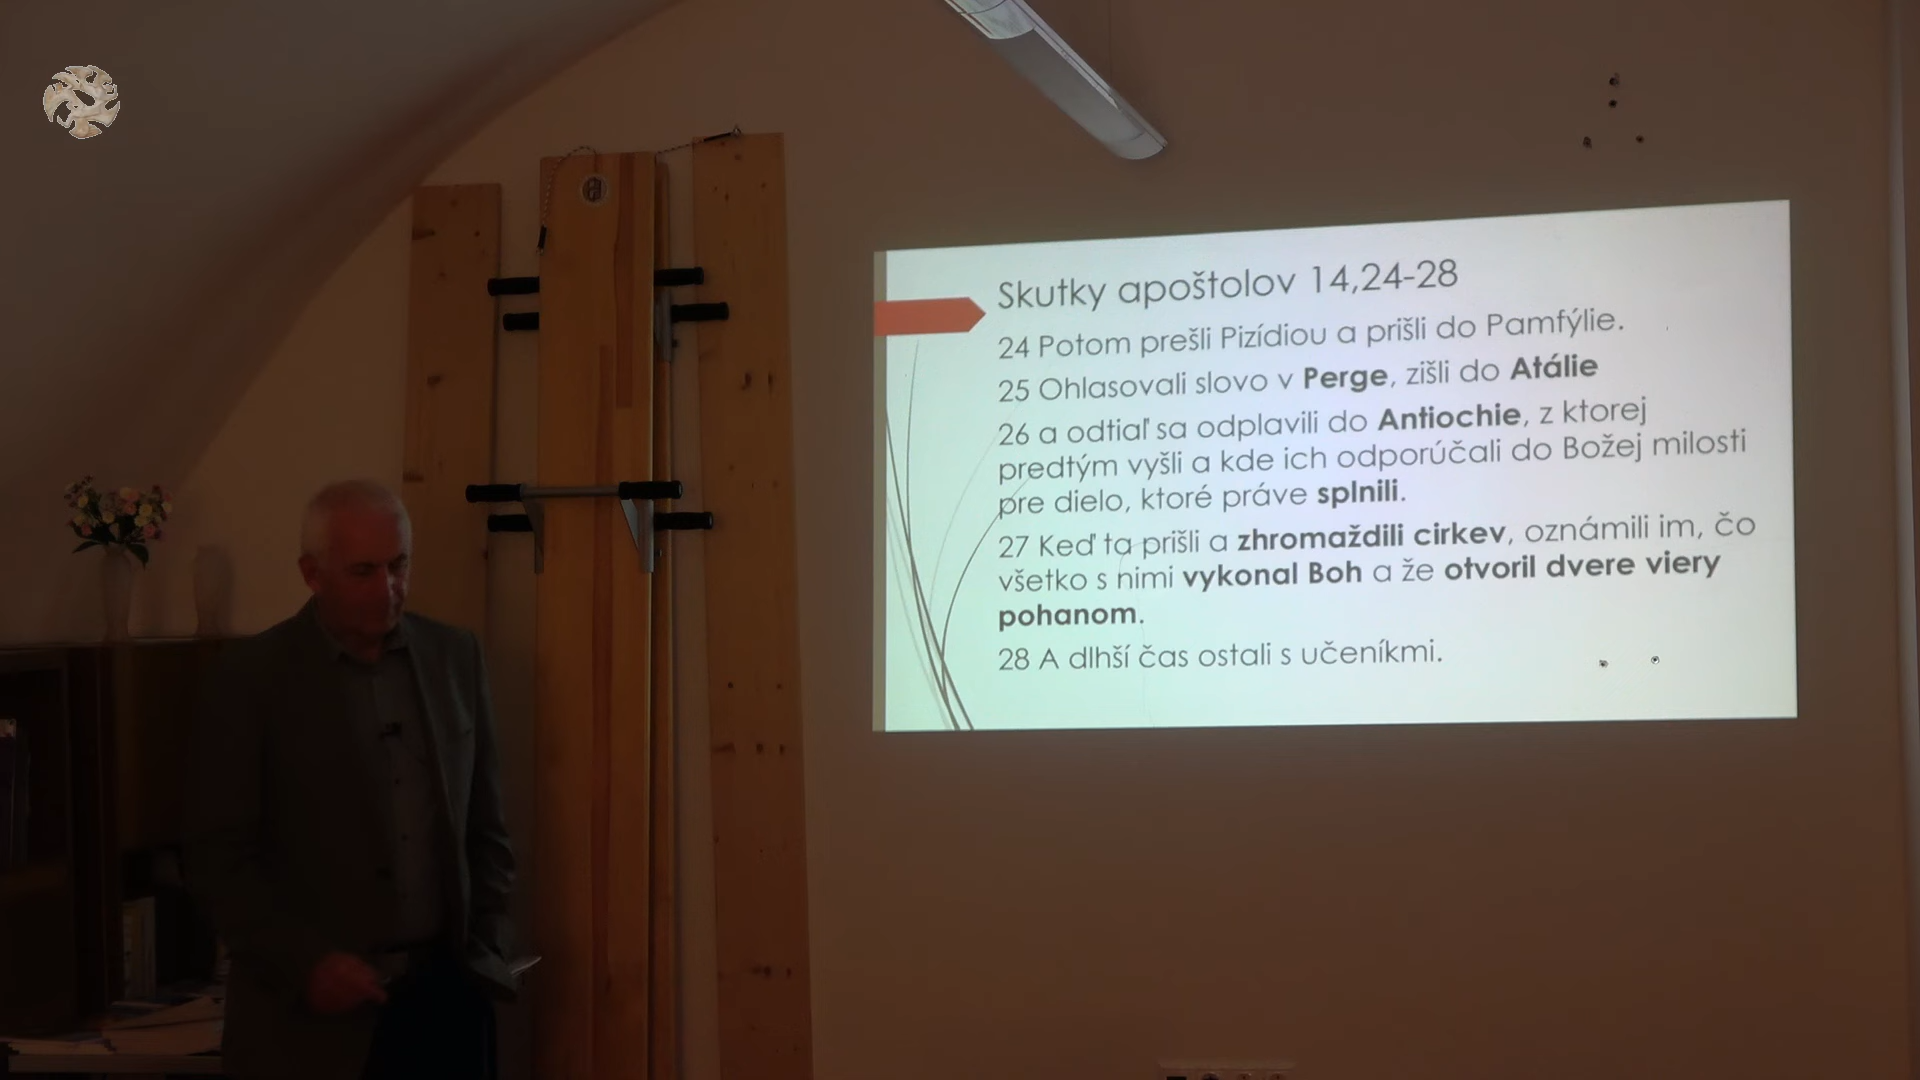 Skutky apoštolov 14,24-28
24 Potom prešli Pizídiou a prišli do Pamfýlie.
25 Ohlasovali slovo v Perge, zišli do Atálie
26 a odtiaľ sa odplavili do Antiochie, z ktorej
predtým vyšli a kde ich odporúčali do Božej milosti
pre dielo, ktoré práve splnili.
27 Keď ta prišli a zhromaždili cirkev, oznámili im, čo
všetko s nimi vykonal Boh a že otvoril dvere viery
pohanom.
28 A dlhší čas ostali s učeníkmi.